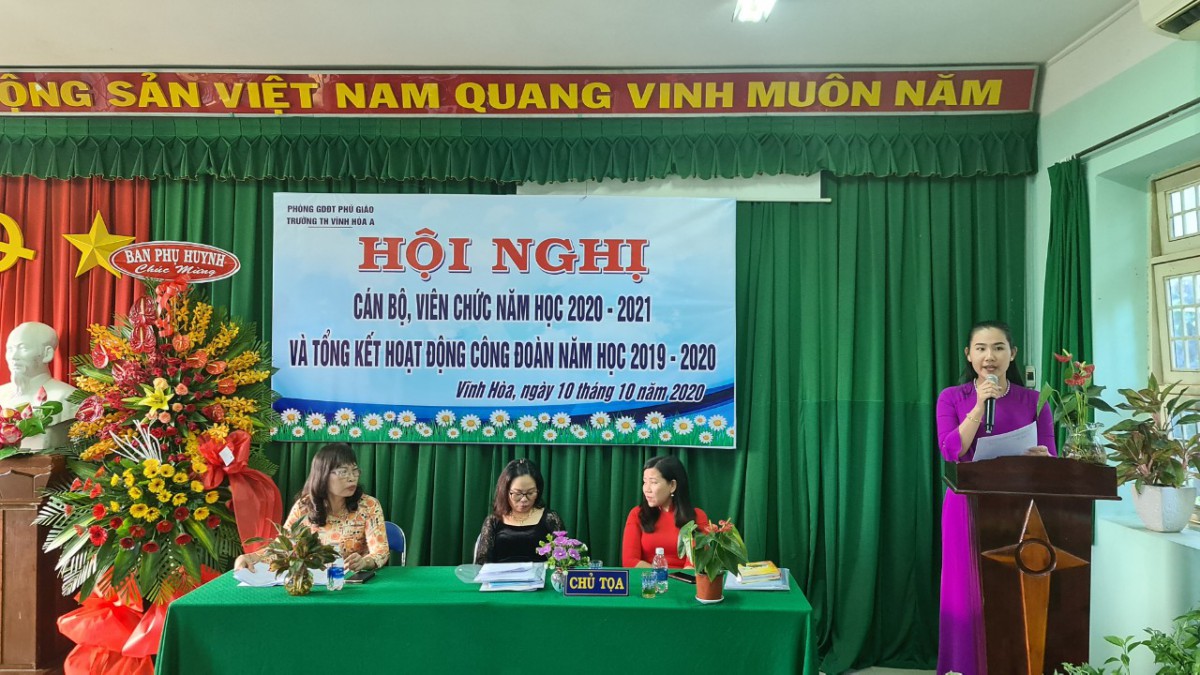 ỘNG SẢN VIỆT NAM QUANG VINH MUÔN NĂM
PHÒNG GDĐT PHÚ GIÁO
TRƯỜNG TH VĨNH HÒA A
HỘI NGHỊ
CÁN BỘ, VIÊN CHỨC NĂM HỌC 2020 - 2021
VÀ TỔNG KẾT HOẠT ĐỘNG CÔNG ĐOÀN NĂM HỌC 2019 - 2020
Vĩnh Hòa, ngày 10 tháng 10 năm 2020
BAN PHỤ HUYNH
Chúc Mừng
CHỦ TỌA